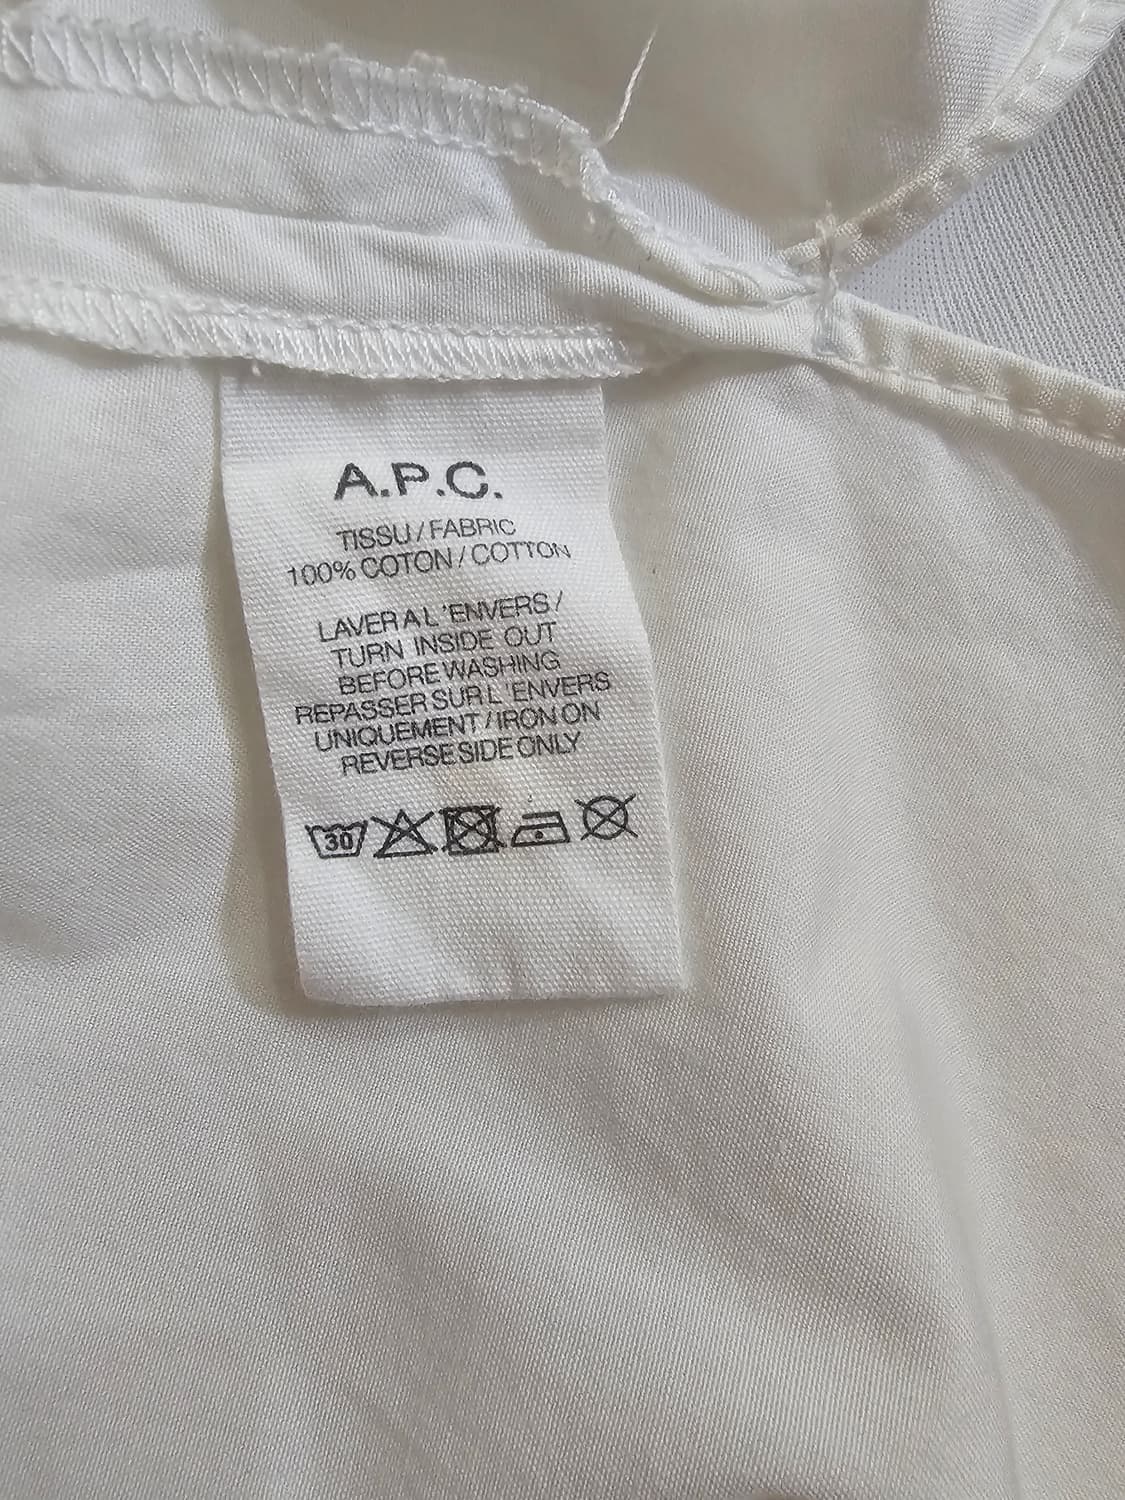 A.P.C.
TISSU/FABRIC
100% COTON/COTTON
LAVER A L'ENVERS/
TURN INSIDE OUT
BEFORE WASHING
REPASSER SUR L'ENVERS
UNIQUEMENT/IRON ON
REVERSE SIDE ONLY
30